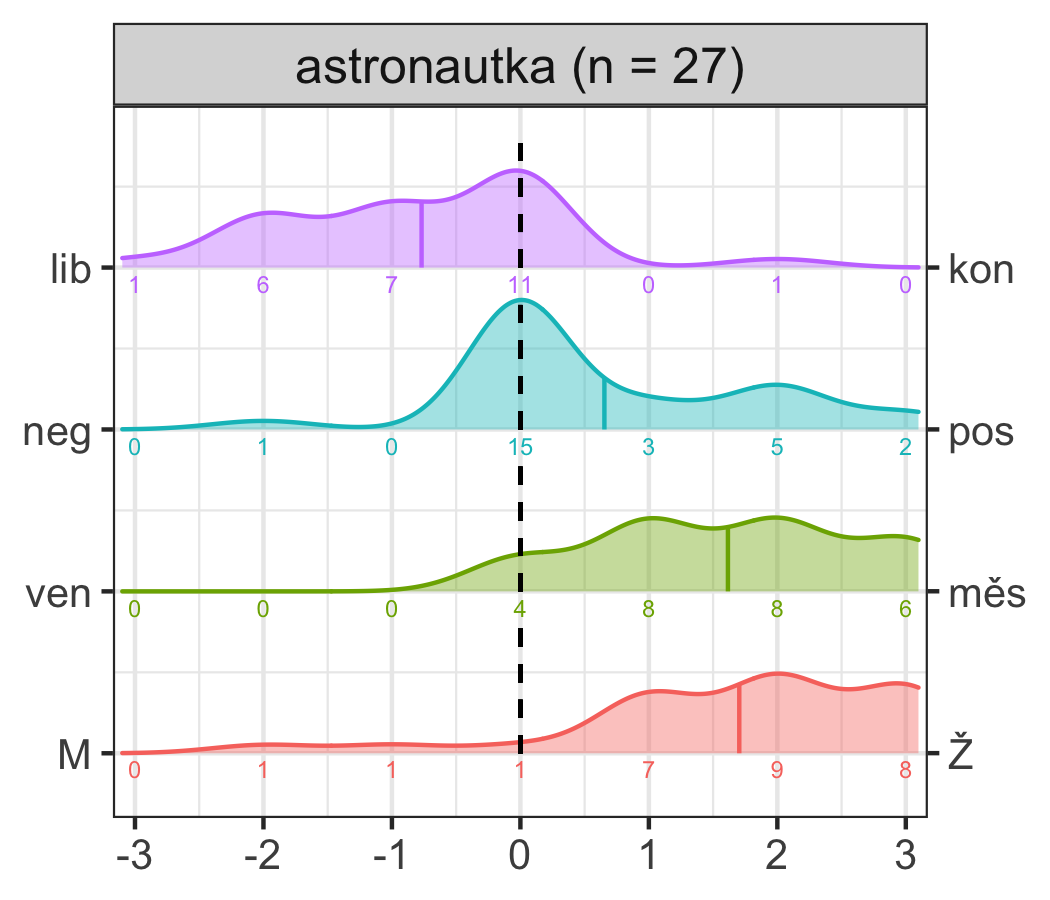 astronautka (n = 27)
lib kon
1 6 7 11 0 1 0
neg pos
0 1 0 15 3 5 2
ven měs
0 0 0 4 8 8 6
M Ž
0 1 1 1 7 9 8
-3 -2 -1 0 1 2 3